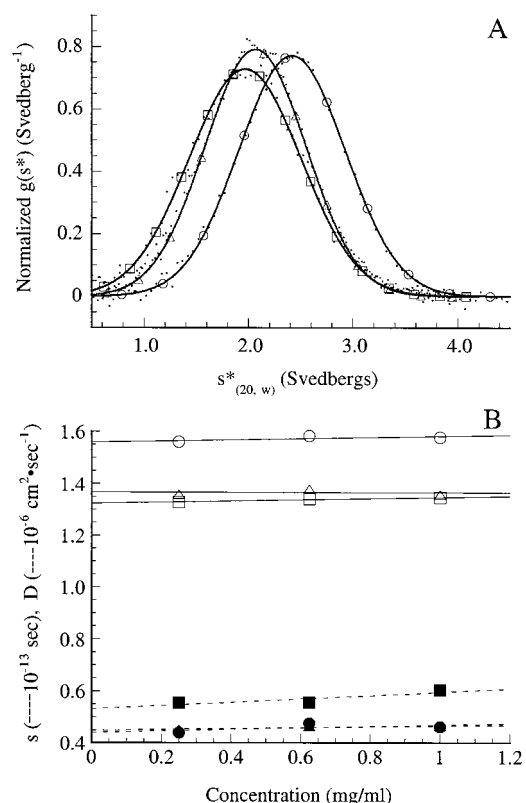 A
Normalized g(s*) (Svedberg⁻¹)
0.8
0.6
0.4
0.2
0
1.0 2.0 3.0 4.0
s*(20, w) (Svedbergs)
B
s (----10⁻¹³ sec), D (----10⁻⁶ cm²•sec⁻¹)
1.6
1.4
1.2
1.0
0.8
0.6
0.4
0 0.2 0.4 0.6 0.8 1 1.2
Concentration (mg/ml)